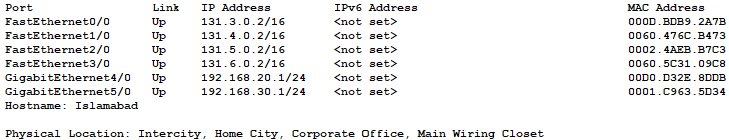 Port Link IP Address IPv6 Address MAC Address
FastEthernet0/0 Up 131.3.0.2/16 <not set> 000D.BDB9.2A7B
FastEthernet1/0 Up 131.4.0.2/16 <not set> 0060.476C.B473
FastEthernet2/0 Up 131.5.0.2/16 <not set> 0002.4AEB.B7C3
FastEthernet3/0 Up 131.6.0.2/16 <not set> 0060.5C31.09C8
GigabitEthernet4/0 Up 192.168.20.1/24 <not set> 00D0.D32E.8DDB
GigabitEthernet5/0 Up 192.168.30.1/24 <not set> 0001.C963.5D34
Hostname: Islamabad
Physical Location: Intercity, Home City, Corporate Office, Main Wiring Closet